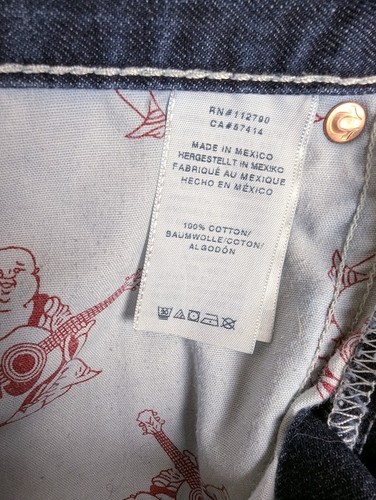 RN#112790
CA#57414
MADE IN MEXICO
HERGESTELLT IN MEXIKO
FABRIQUÉ AU MEXIQUE
HECHO EN MÉXICO
100% COTTON/
BAUMWOLLE/COTON/
ALGODÓN